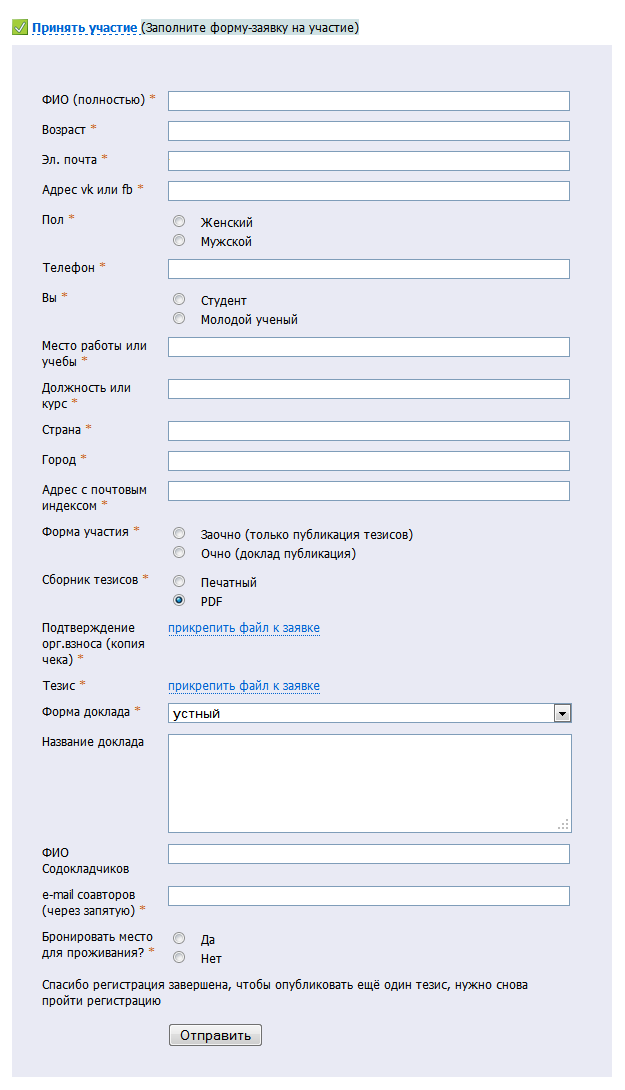 Принять участие (Заполните форму-заявку на участие)
ФИО (полностью) *
Возраст *
Эл. почта *
Адрес vk или fb *
Пол *
Женский
Мужской
Телефон *
Вы *
Студент
Молодой ученый
Место работы или
учебы *
Должность или
курс *
Страна *
Город *
Адрес с почтовым
индексом *
Форма участия *
Заочно (только публикация тезисов)
Очно (доклад публикация)
Сборник тезисов *
Печатный
PDF
Подтверждение
орг.взноса (копия
чека) *
прикрепить файл к заявке
Тезис * прикрепить файл к заявке
Форма доклада * устный
Название доклада
ФИО
Содокладчиков
e-mail соавторов
(через запятую) *
Бронировать место
для проживания? *
Да
Нет
Спасибо регистрация завершена, чтобы опубликовать ещё один тезис, нужно снова
пройти регистрацию
Отправить